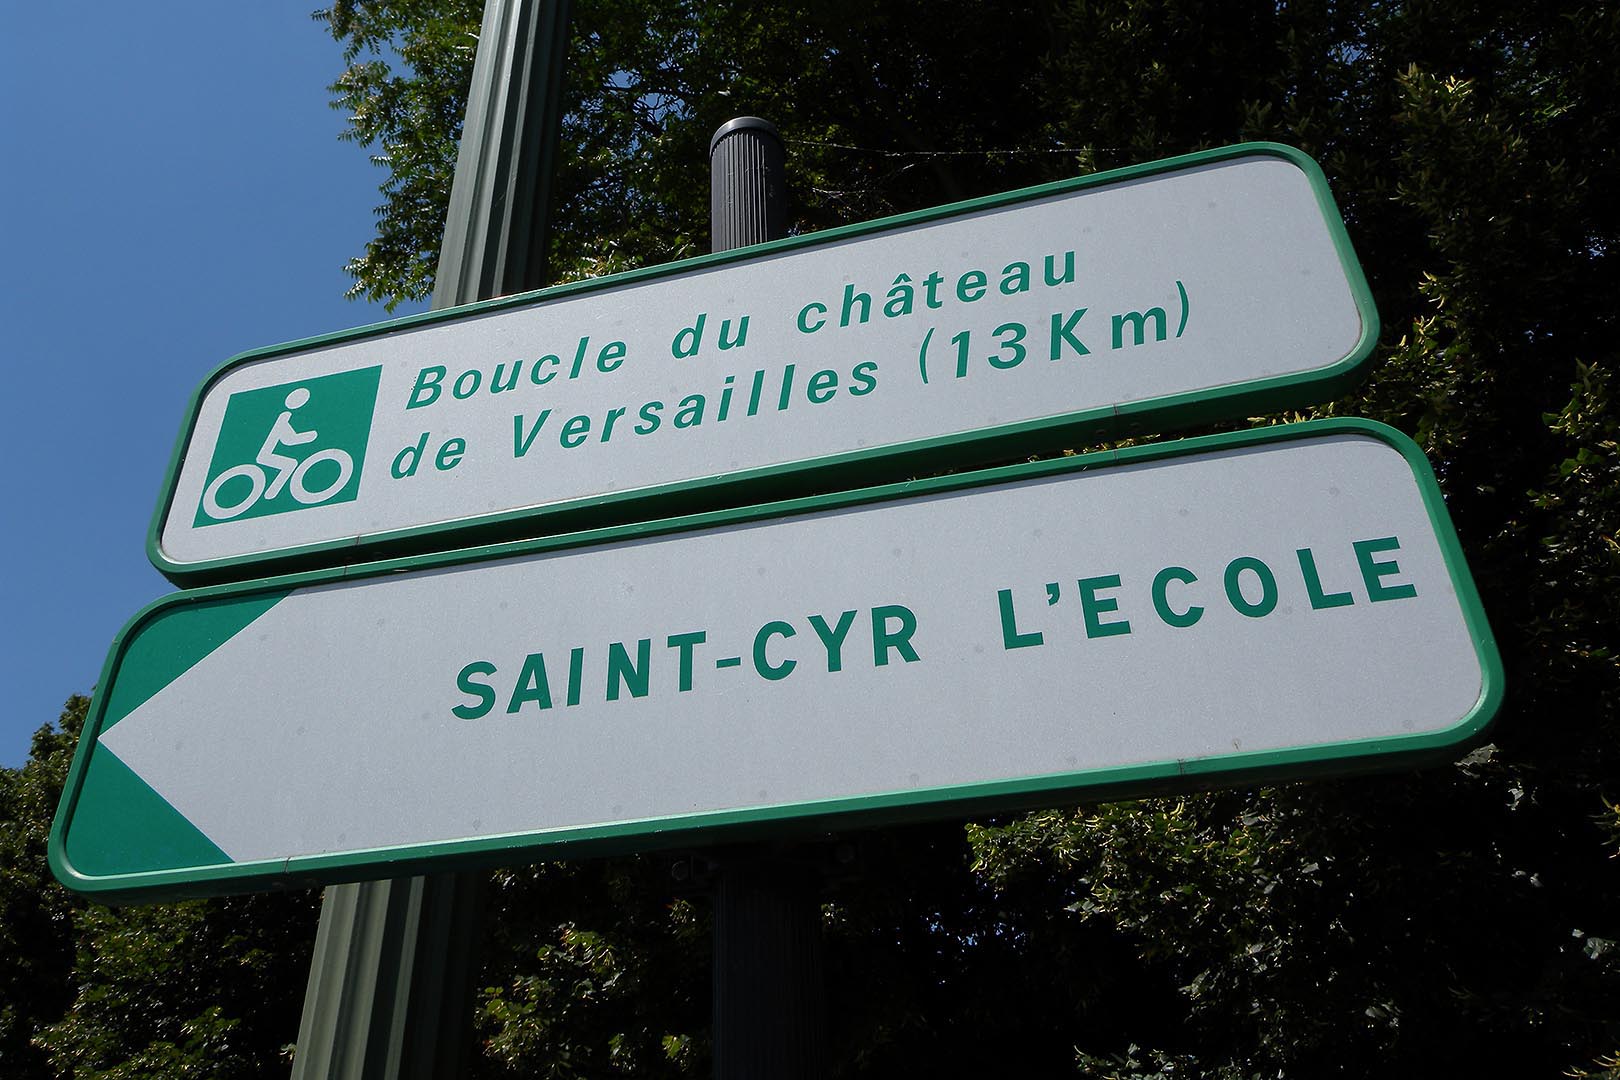 Boucle du château
de Versailles (13Km)
SAINT-CYR L'ECOLE